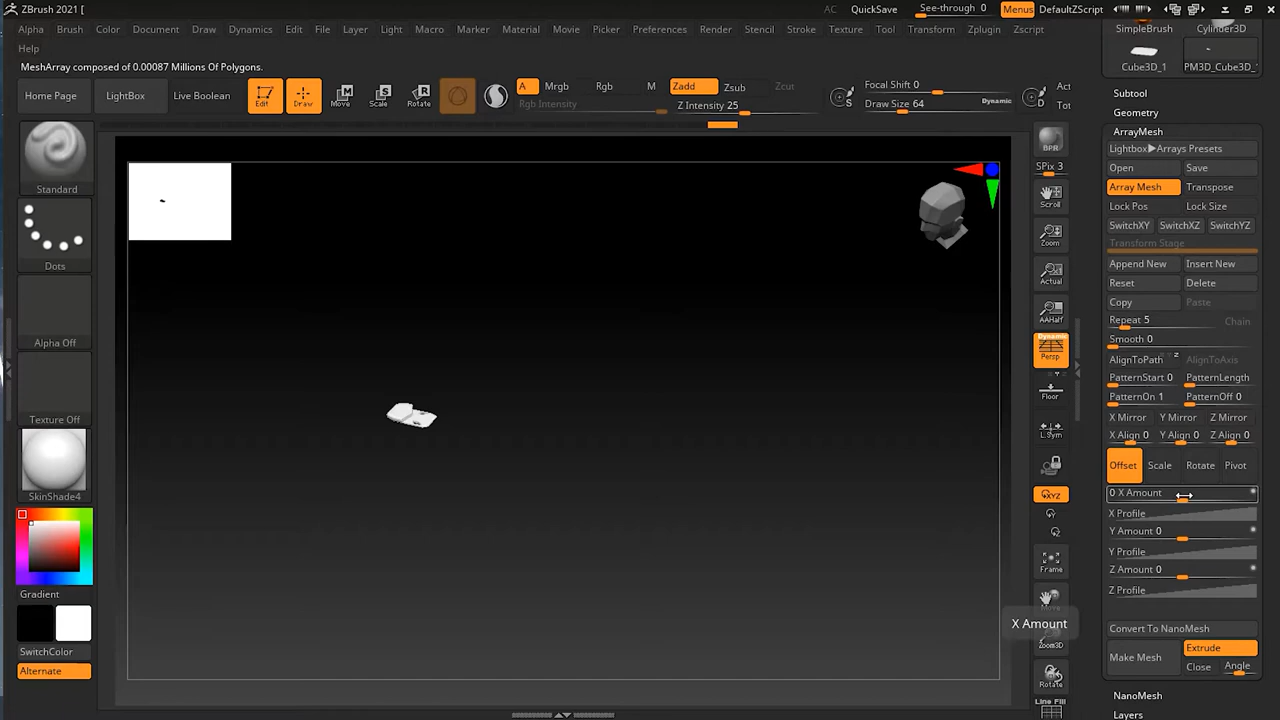 ZBrush 2021 [
AC QuickSave See-through 0 Menus DefaultZScript
Alpha Brush Color Document Draw Dynamics Edit File Layer Light Macro Marker Material Movie Picker Preferences Render Stencil Stroke Texture Tool Transform Zplugin Zscript
Help
MeshArray composed of 0.00087 Millions Of Polygons.
Home Page LightBox Live Boolean Edit Draw Move Scale Rotate
A Mrgb Rgb M Zadd Zsub Zcut
Rgb Intensity Z Intensity 25
Focal Shift 0
Draw Size 64 Dynamic
S D
Standard
Dots
Alpha Off
Texture Off
SkinShade4
Gradient
SwitchColor
Alternate
BPR
SPix 3
Scroll
Zoom
Actual
AAHalf
Dynamic
Persp
Floor
L.Sym
XYZ
Frame
Move
X Amount
Zoom3D
Rotate
Line Fill
SimpleBrush Cylinder3D
Cube3D_1 PM3D_Cube3D_
Subtool
Geometry
ArrayMesh
Lightbox▶Arrays Presets
Open Save
Array Mesh Transpose
Lock Pos Lock Size
SwitchXY SwitchXZ SwitchYZ
Transform Stage
Append New Insert New
Reset Delete
Copy Paste
Repeat 5 Chain
Smooth 0
AlignToPath AlignToAxis
PatternStart 0 PatternLength
PatternOn 1 PatternOff 0
X Mirror Y Mirror Z Mirror
X Align 0 Y Align 0 Z Align 0
Offset Scale Rotate Pivot
0 X Amount
X Profile
Y Amount 0
Y Profile
Z Amount 0
Z Profile
Convert To NanoMesh
Make Mesh Extrude
Close Angle
NanoMesh
Layers